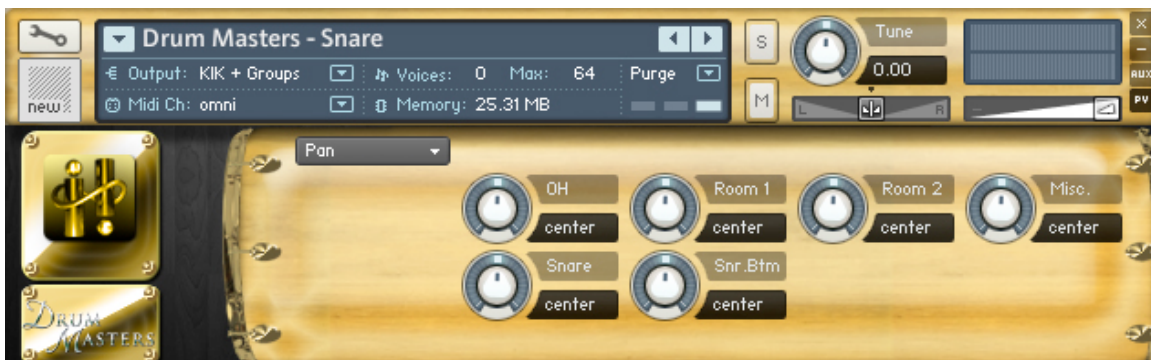 Drum Masters - Snare
S
Tune
X
-
Output: KIK + Groups
Voices: 0 Max: 64
Purge
0.00
AUX
new
Midi Ch: omni
Memory: 25.31 MB
M
L
R
PV
Pan
OH
Room 1
Room 2
Misc.
center
center
center
center
Snare
Snr.Btm
center
center
DRUM
MASTERS